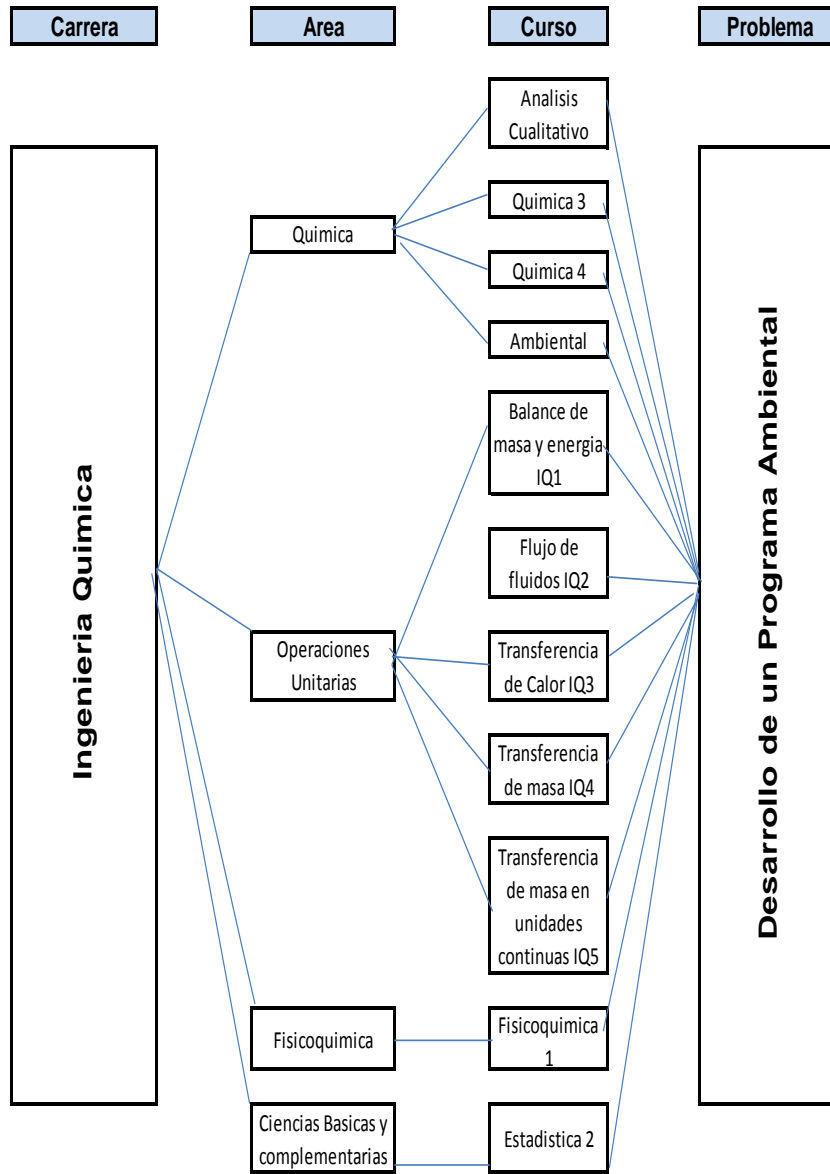 Carrera
Area
Curso
Problema
Ingenieria Quimica
Quimica
Operaciones
Unitarias
Fisicoquimica
Ciencias Basicas y
complementarias
Analisis
Cualitativo
Quimica 3
Quimica 4
Ambiental
Balance de
masa y energia
IQ1
Flujo de
fluidos IQ2
Transferencia
de Calor IQ3
Transferencia
de masa IQ4
Transferencia
de masa en
unidades
continuas IQ5
Fisicoquimica
1
Estadistica 2
Desarrollo de un Programa Ambiental